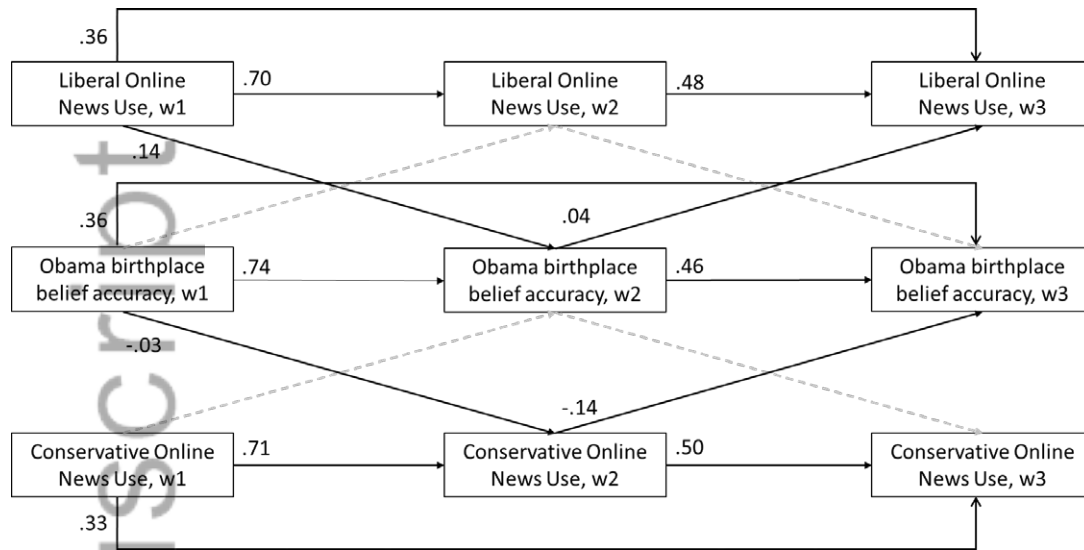 .36
Liberal Online
News Use, w1
.70
Liberal Online
News Use, w2
.48
Liberal Online
News Use, w3
.14
.36
.04
Obama birthplace
belief accuracy, w1
.74
Obama birthplace
belief accuracy, w2
.46
Obama birthplace
belief accuracy, w3
-.03
-.14
Conservative Online
News Use, w1
.71
Conservative Online
News Use, w2
.50
Conservative Online
News Use, w3
.33
script